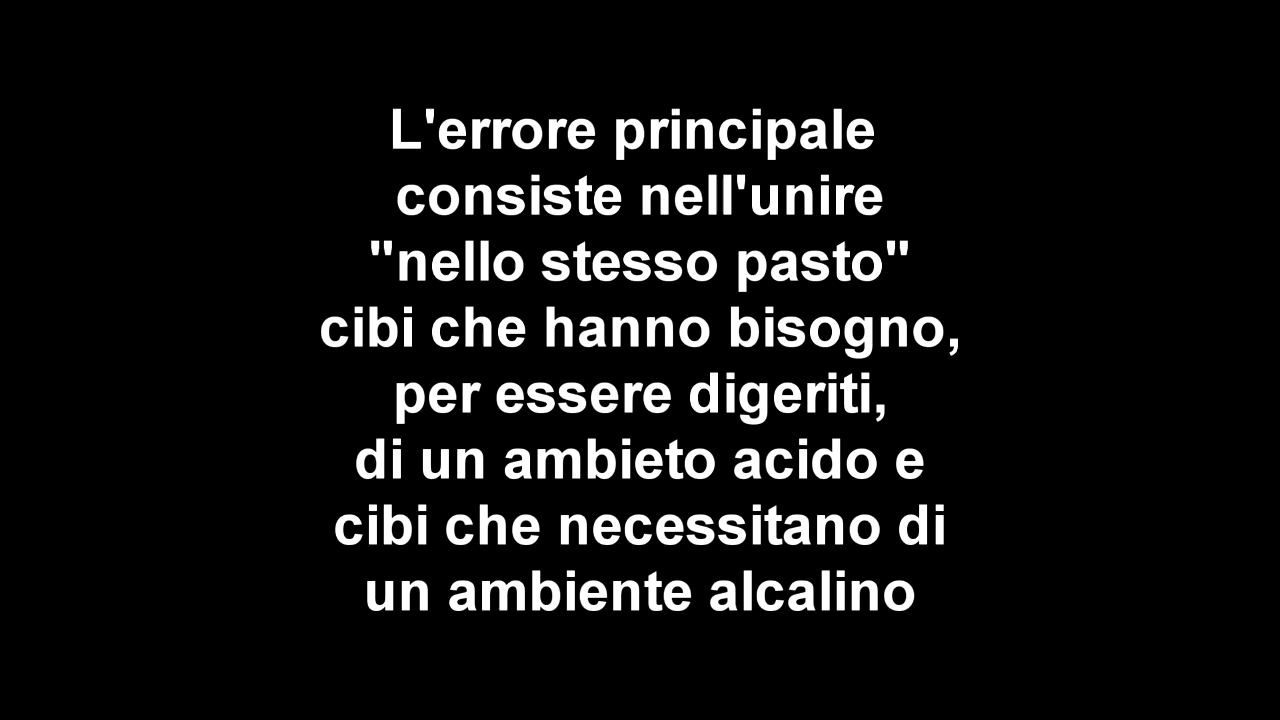 L'errore principale
consiste nell'unire
"nello stesso pasto"
cibi che hanno bisogno,
per essere digeriti,
di un ambieto acido e
cibi che necessitano di
un ambiente alcalino